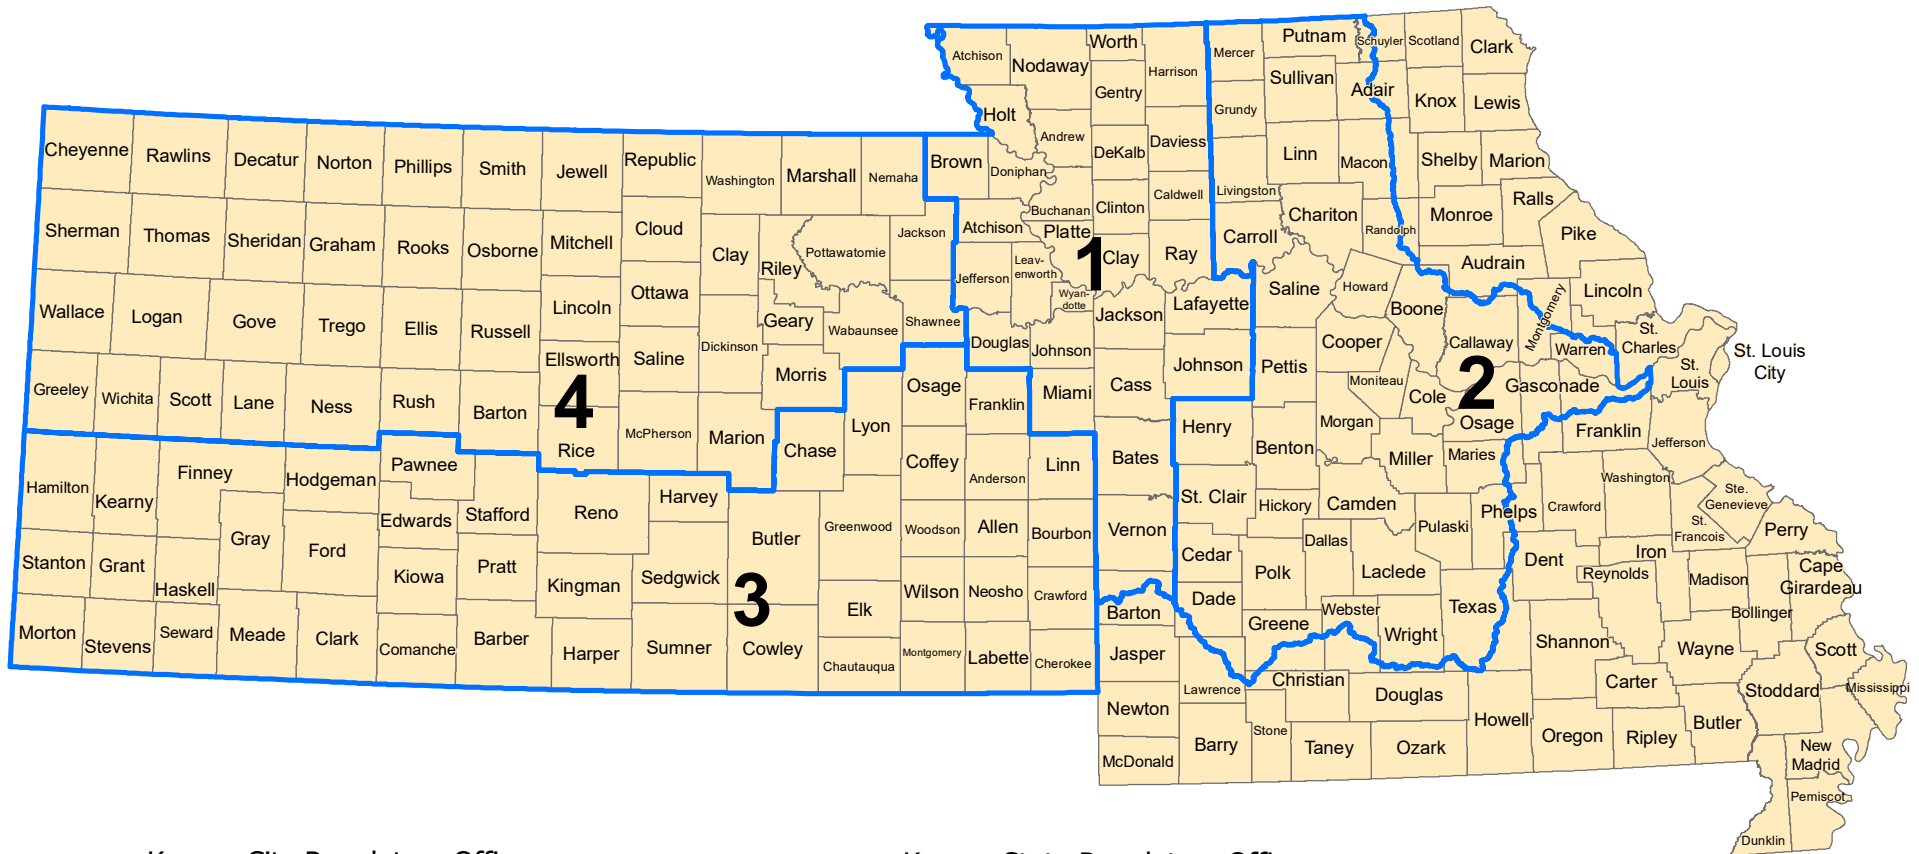 Cheyenne
Rawlins
Decatur
Norton
Phillips
Smith
Jewell
Republic
Washington
Marshall
Nemaha
Brown
Doniphan
Sherman
Thomas
Sheridan
Graham
Rooks
Osborne
Mitchell
Cloud
Clay
Riley
Pottawatomie
Jackson
Atchison
Jefferson
Leav-
enworth
Wyan-
dotte
Wallace
Logan
Gove
Trego
Ellis
Russell
Lincoln
Ottawa
Geary
Wabaunsee
Shawnee
Douglas
Johnson
Dickinson
Ellsworth
Saline
Morris
Osage
Franklin
Miami
Greeley
Wichita
Scott
Lane
Ness
Rush
Barton
4
Rice
McPherson
Marion
Chase
Lyon
Coffey
Anderson
Linn
Hamilton
Kearny
Finney
Hodgeman
Pawnee
Edwards
Stafford
Reno
Harvey
Butler
Greenwood
Woodson
Allen
Bourbon
Gray
Ford
Stanton
Grant
Haskell
Kiowa
Pratt
Kingman
Sedgwick
3
Elk
Wilson
Neosho
Crawford
Morton
Stevens
Seward
Meade
Clark
Comanche
Barber
Harper
Sumner
Cowley
Chautauqua
Montgomery
Labette
Cherokee
Atchison
Nodaway
Worth
Harrison
Mercer
Putnam
Schuyler
Scotland
Clark
Holt
Gentry
Grundy
Sullivan
Adair
Knox
Lewis
Andrew
DeKalb
Daviess
Linn
Macon
Shelby
Marion
Buchanan
Clinton
Caldwell
Livingston
Chariton
Randolph
Monroe
Ralls
Pike
Platte
1
Clay
Ray
Carroll
Audrain
Lincoln
Jackson
Lafayette
Saline
Howard
Boone
Callaway
Montgomery
Warren
St.
Charles
St.
Louis
St. Louis
City
Cass
Johnson
Pettis
Cooper
Moniteau
Cole
2
Osage
Gasconade
Franklin
Jefferson
Bates
Henry
Benton
Morgan
Miller
Maries
Washington
Ste.
Genevieve
St.
Francois
Perry
Vernon
St. Clair
Hickory
Camden
Pulaski
Phelps
Crawford
Cedar
Polk
Dallas
Laclede
Dent
Iron
Reynolds
Madison
Cape
Girardeau
Bollinger
Barton
Dade
Greene
Webster
Wright
Texas
Shannon
Wayne
Scott
Mississippi
Jasper
Lawrence
Christian
Douglas
Howell
Carter
Stoddard
Butler
Newton
Stone
McDonald
Barry
Taney
Ozark
Oregon
Ripley
New
Madrid
Pemiscot
Dunklin